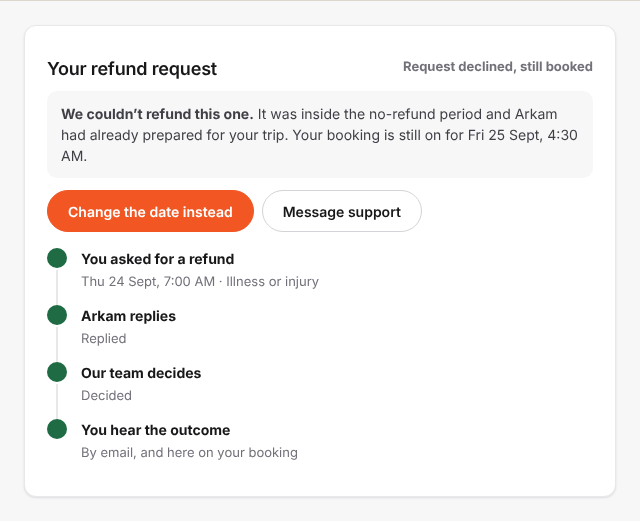 Your refund request
Request declined, still booked
We couldn’t refund this one. It was inside the no-refund period and Arkam
had already prepared for your trip. Your booking is still on for Fri 25 Sept, 4:30
AM.
Change the date instead
Message support
You asked for a refund
Thu 24 Sept, 7:00 AM · Illness or injury
Arkam replies
Replied
Our team decides
Decided
You hear the outcome
By email, and here on your booking